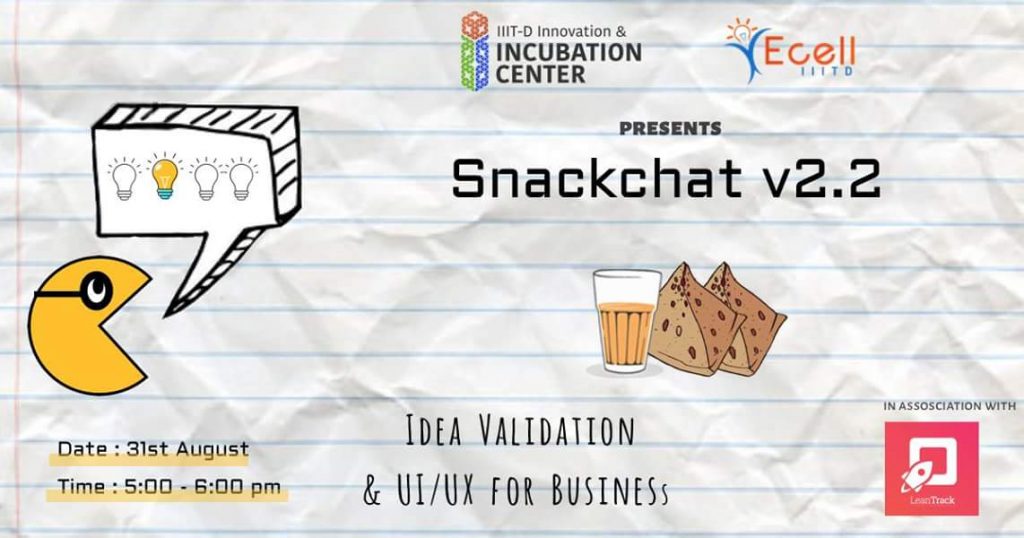 IIIT-D Innovation &
INCUBATION
CENTER
Ecell
IIITD
PRESENTS
Snackchat v2.2
Idea Validation
& UI/UX for Business
Date : 31st August
Time : 5:00 - 6:00 pm
IN ASSOSCIATION WITH
LeanTrack